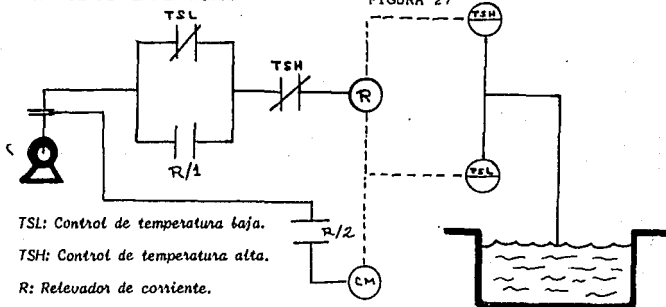 FIGURA 27
TSL
TSH
TSH
R
R/1
TSL
R/2
CM
TSL: Control de temperatura baja.
TSH: Control de temperatura alta.
R: Relevador de corriente.